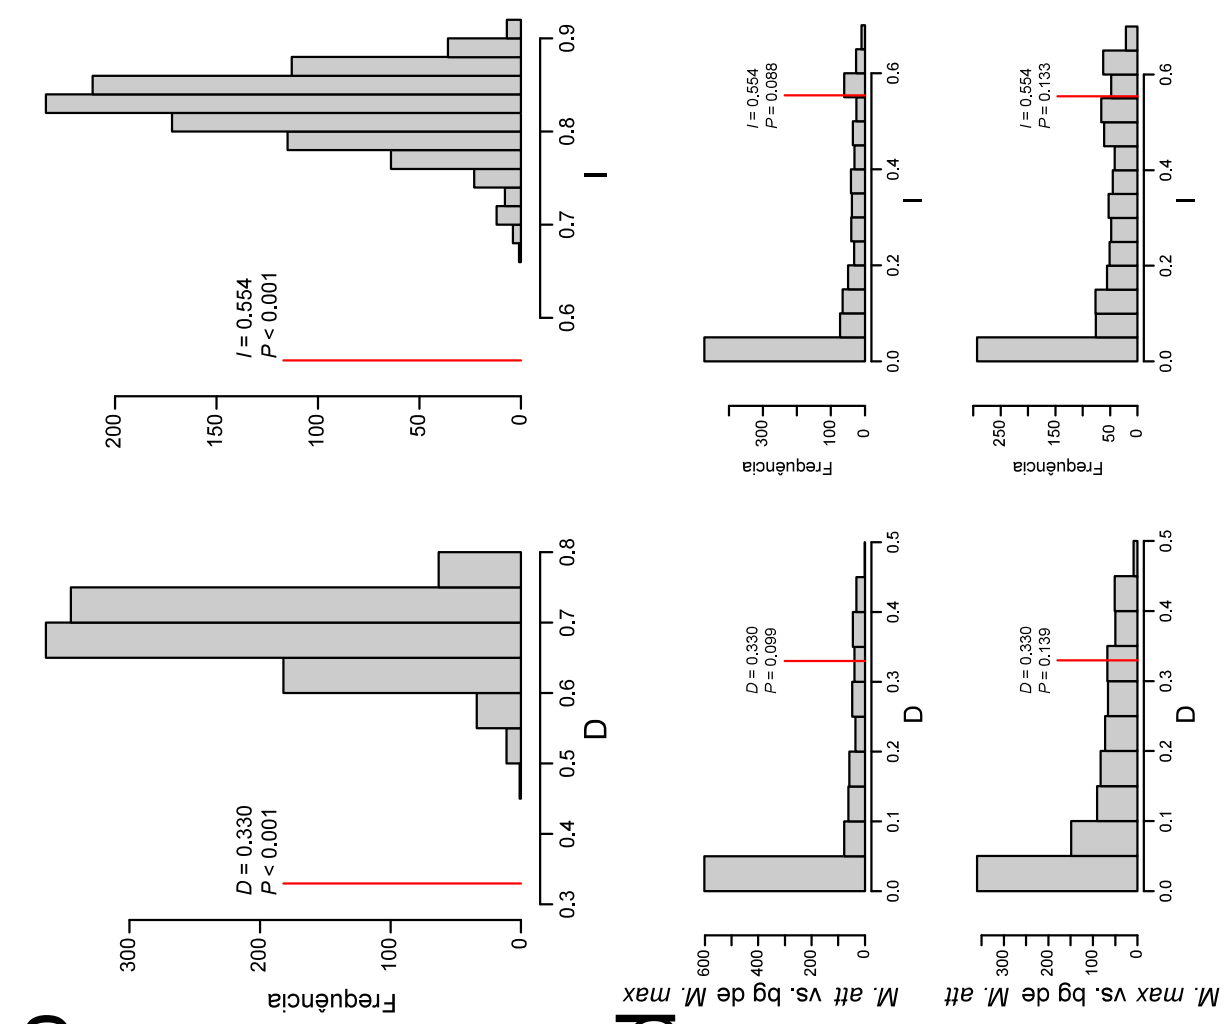 Frequência
0
100
200
300
D = 0.330
P < 0.001
0.3 0.4 0.5 0.6 0.7 0.8
D
0
50
100
150
200
I = 0.554
P < 0.001
0.6 0.7 0.8 0.9
I
M. att vs. bg de M. max
0
200
400
600
D = 0.330
P = 0.099
0.0 0.1 0.2 0.3 0.4 0.5
D
Frequência
0
100
300
I = 0.554
P = 0.088
0.0 0.2 0.4 0.6
I
M. max vs. bg de M. att
0
100
200
300
D = 0.330
P = 0.139
0.0 0.1 0.2 0.3 0.4 0.5
D
Frequência
0
50
150
250
I = 0.554
P = 0.133
0.0 0.2 0.4 0.6
I